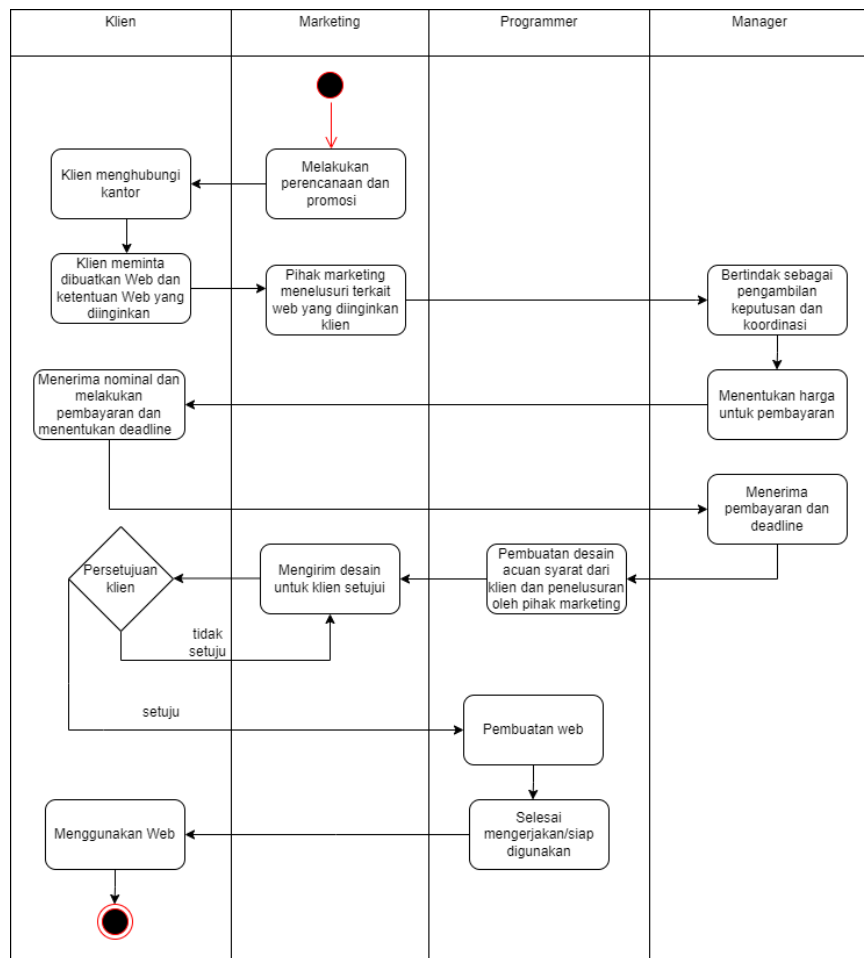 Klien
Marketing
Programmer
Manager
Melakukan
perencanaan dan
promosi
Klien menghubungi
kantor
Klien meminta
dibuatkan Web dan
ketentuan Web yang
diinginkan
Pihak marketing
menelusuri terkait
web yang diinginkan
klien
Bertindak sebagai
pengambilan
keputusan dan
koordinasi
Menentukan harga
untuk pembayaran
Menerima nominal dan
melakukan
pembayaran dan
menentukan deadline
Menerima
pembayaran dan
deadline
Pembuatan desain
acuan syarat dari
klien dan penelusuran
oleh pihak marketing
Mengirim desain
untuk klien setujui
Persetujuan
klien
tidak
setuju
setuju
Pembuatan web
Selesai
mengerjakan/siap
digunakan
Menggunakan Web